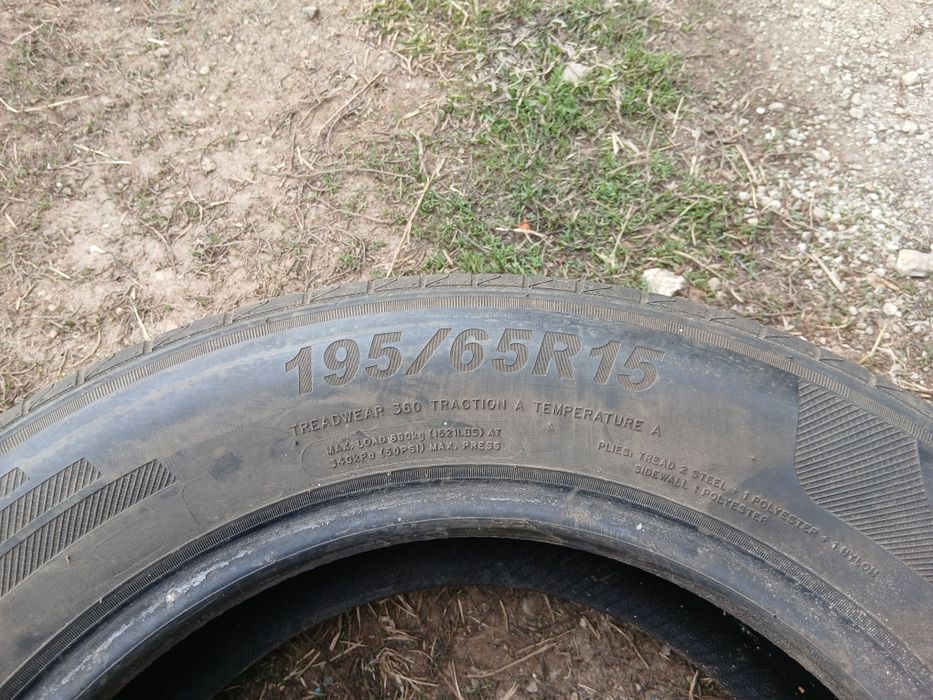 195/65R15
TREADWEAR 360 TRACTION A TEMPERATURE A
MAX. LOAD 690kg (1521LBS) AT
340kPa (50PSI) MAX. PRESS
PLIES: TREAD 2 STEEL + 1 POLYESTER + 1 NYLON
SIDEWALL 1 POLYESTER